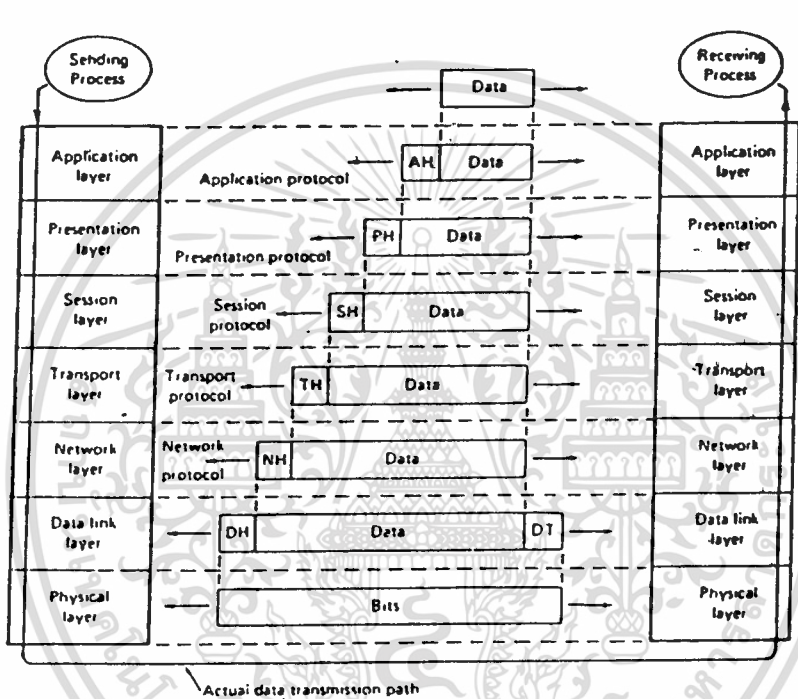 Sending
Process
Receiving
Process
Data
Application
layer
Application protocol
AH
Data
Application
layer
Presentation
layer
Presentation protocol
PH
Data
Presentation
layer
Session
layer
Session
protocol
SH
Data
Session
layer
Transport
layer
Transport
protocol
TH
Data
Transport
layer
Network
layer
Network
protocol
NH
Data
Network
layer
Data link
layer
DH
Data
DT
Data link
layer
Physical
layer
Bits
Physical
layer
Actual data transmission path